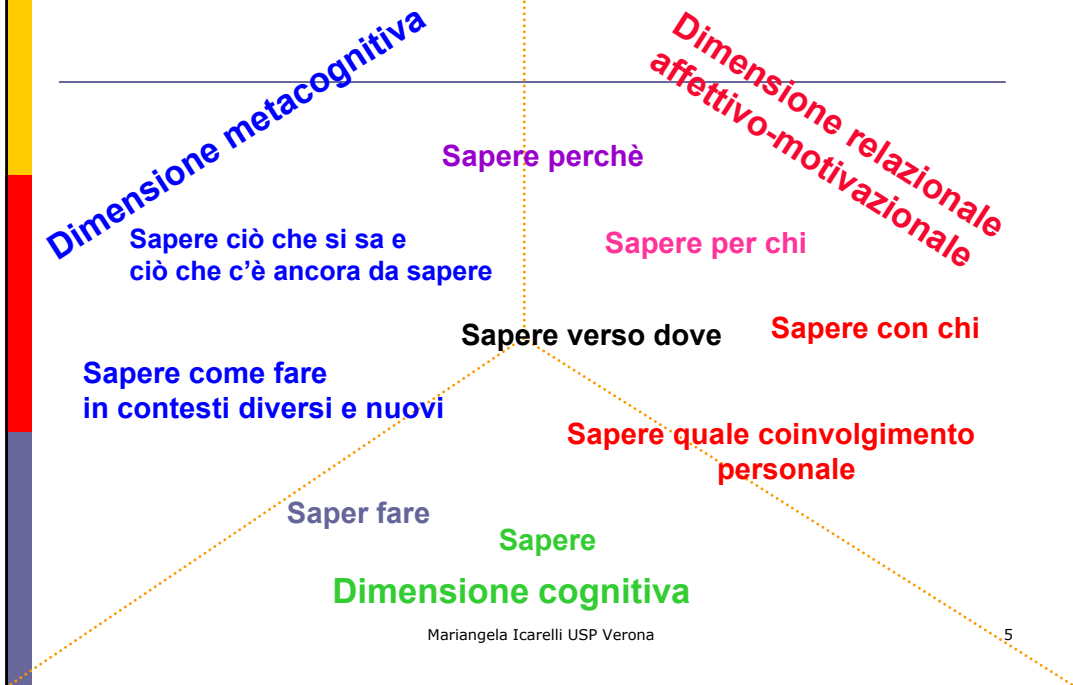 Dimensione metacognitiva
Dimensione relazionale
affettivo-motivazionale
Sapere perchè
Sapere ciò che si sa e
ciò che c'è ancora da sapere
Sapere per chi
Sapere verso dove
Sapere con chi
Sapere come fare
in contesti diversi e nuovi
Sapere quale coinvolgimento
personale
Saper fare
Sapere
Dimensione cognitiva
Mariangela Icarelli USP Verona
5